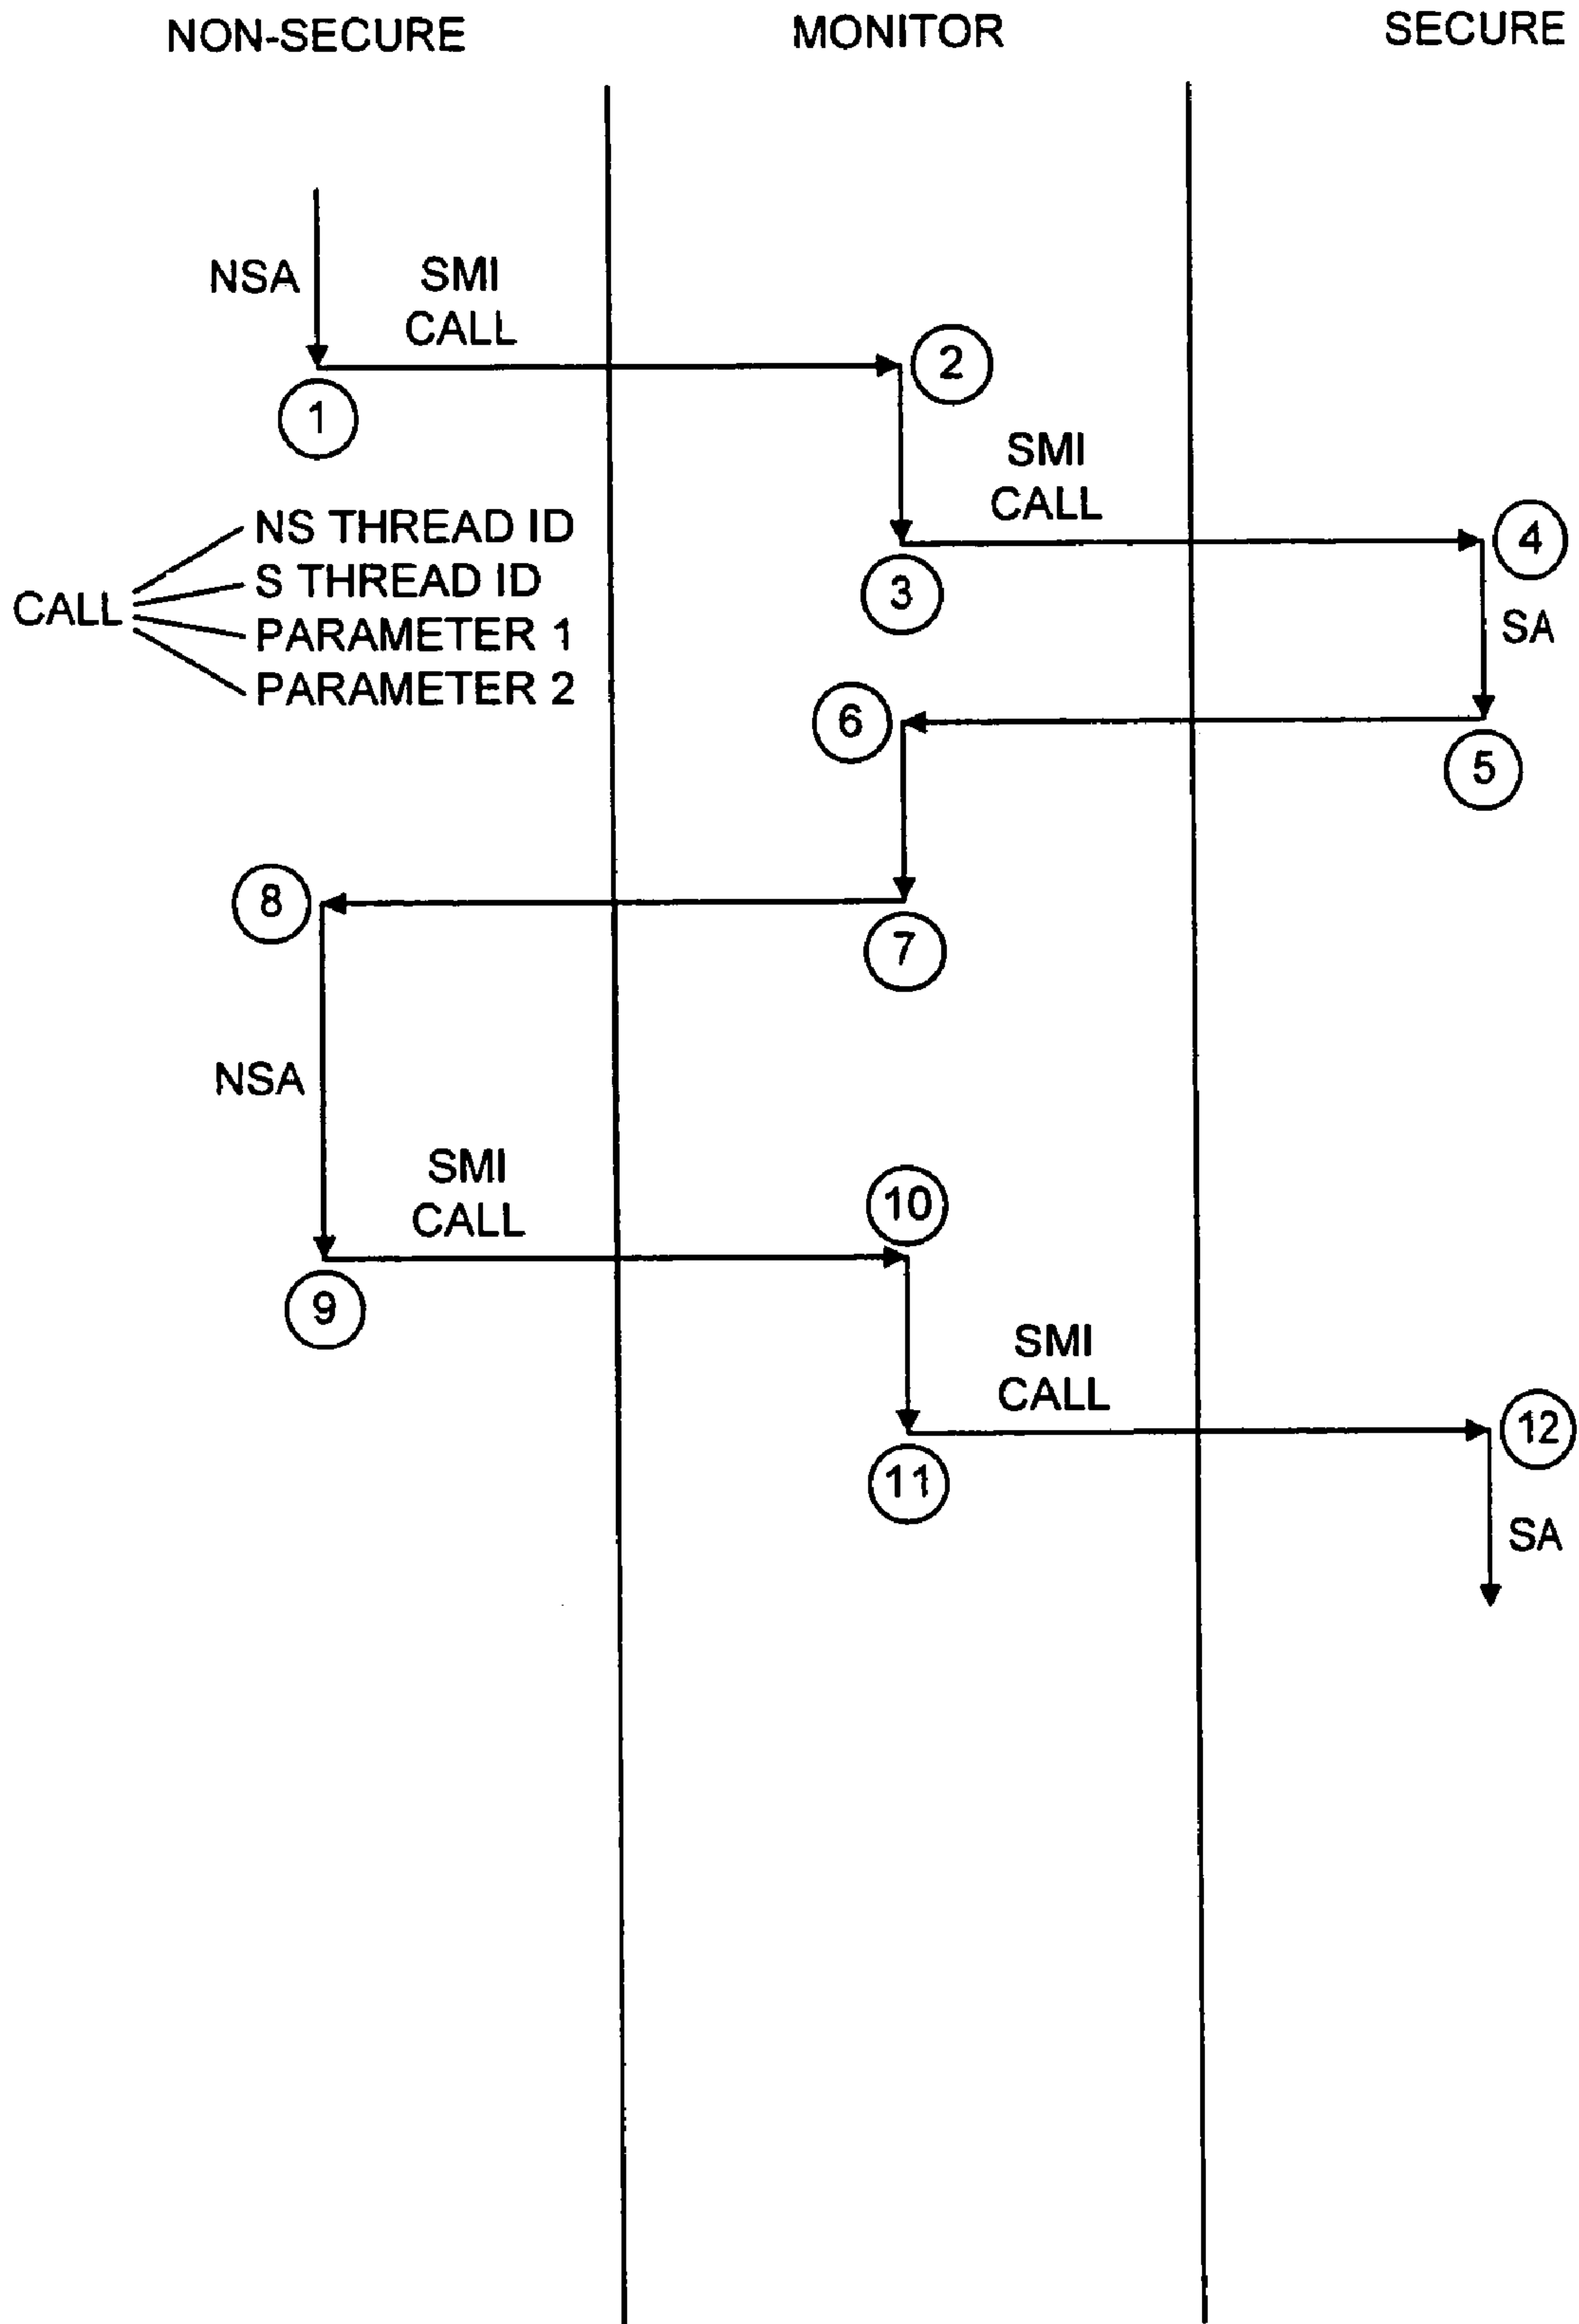 NON-SECURE
MONITOR
SECURE
NSA
SMI
CALL
2
1
SMI
CALL
4
3
CALL
NS THREAD ID
S THREAD ID
PARAMETER 1
PARAMETER 2
SA
6
5
8
7
NSA
SMI
CALL
10
9
SMI
CALL
12
11
SA